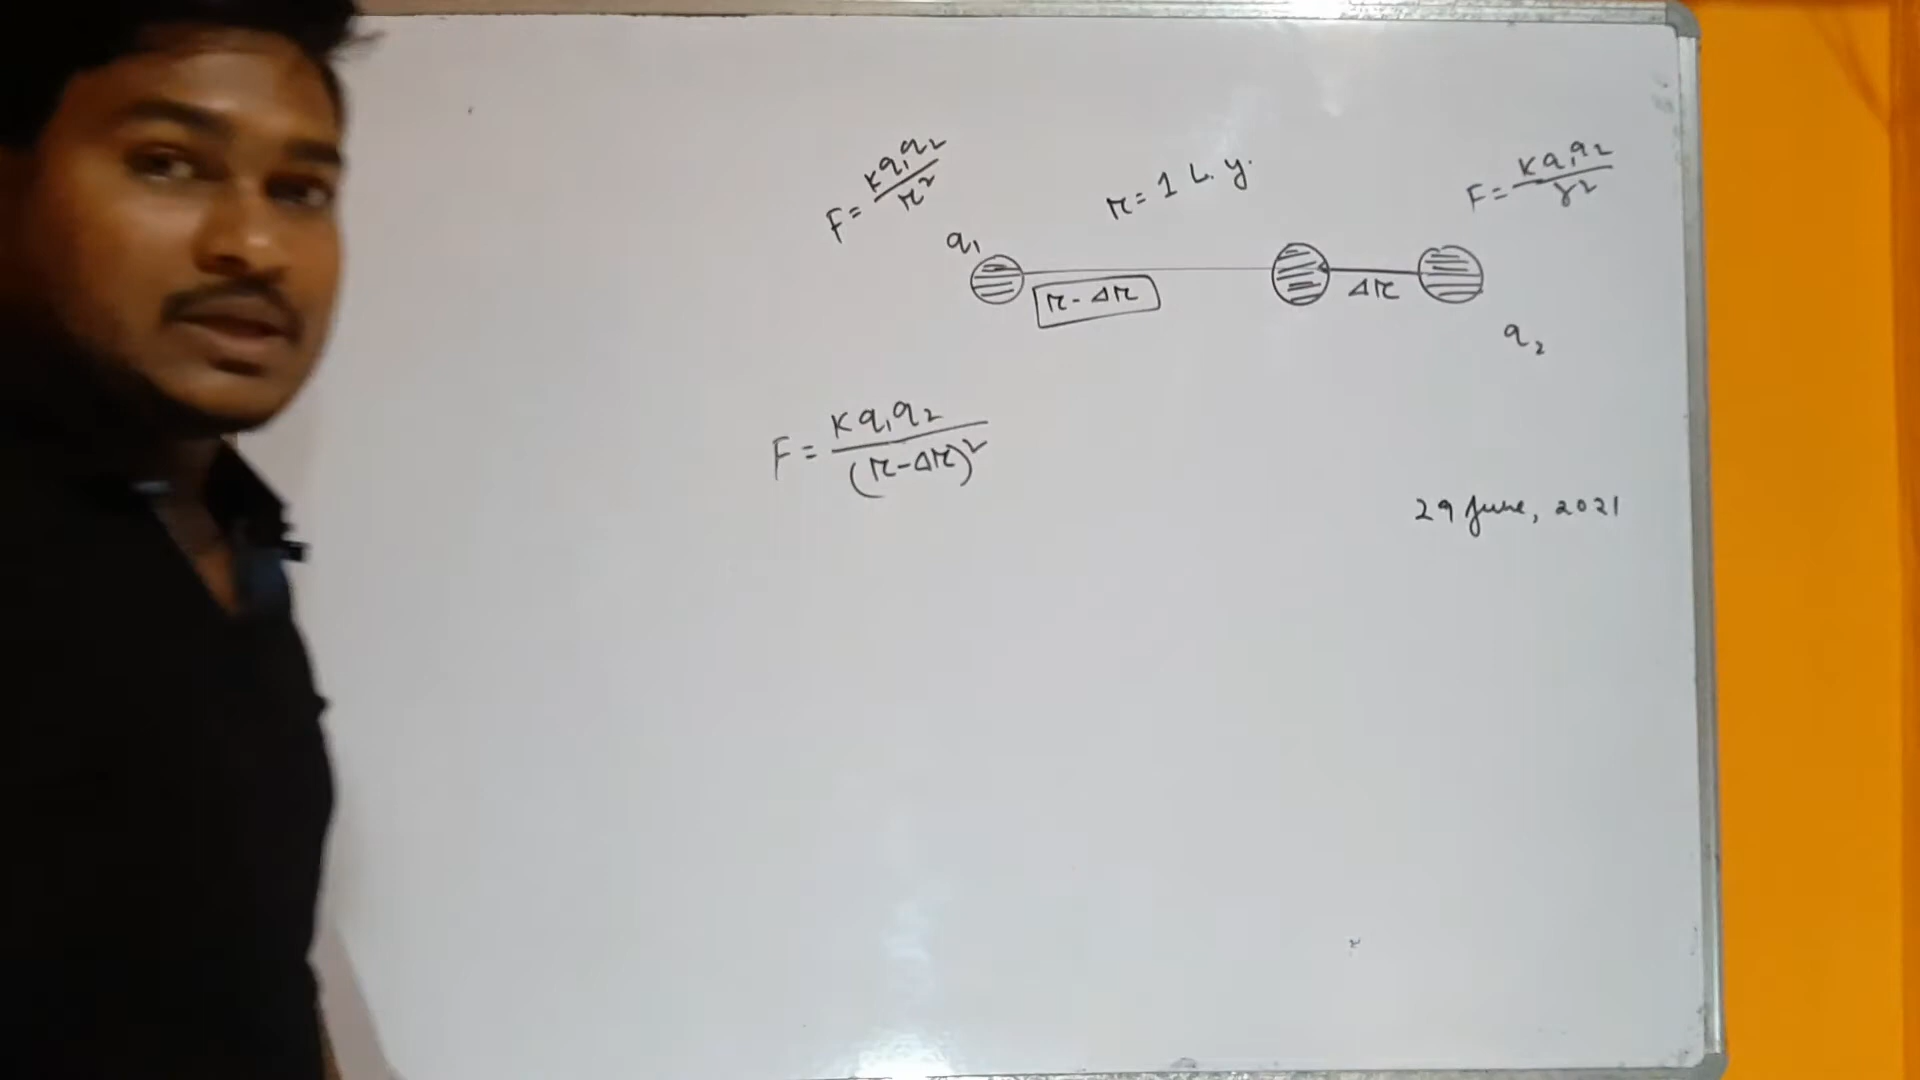 F = Kq₁q₂/r²
r = 1 L.y.
F = Kq₁q₂/r²
q₁
r - Δr
Δr
q₂
F = Kq₁q₂/(r-Δr)²
29 June, 2021